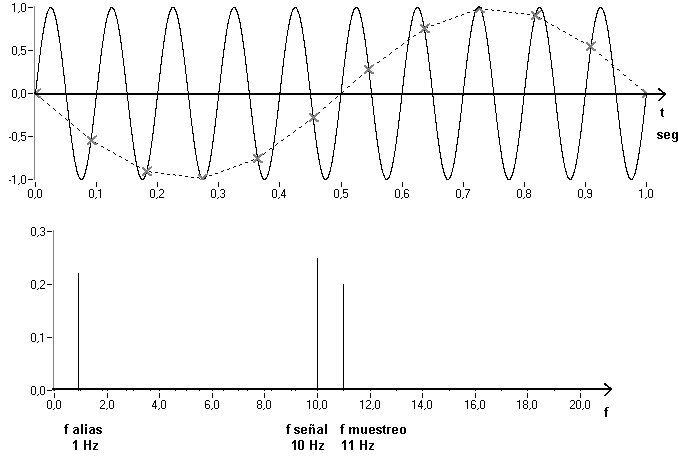 1,0
0,5
0,0
-0,5
-1,0
0,0 0,1 0,2 0,3 0,4 0,5 0,6 0,7 0,8 0,9 1,0
t
seg
0,3
0,2
0,1
0,0
0,0 2,0 4,0 6,0 8,0 10,0 12,0 14,0 16,0 18,0 20,0
f
f alias f señal f muestreo
1 Hz 10 Hz 11 Hz